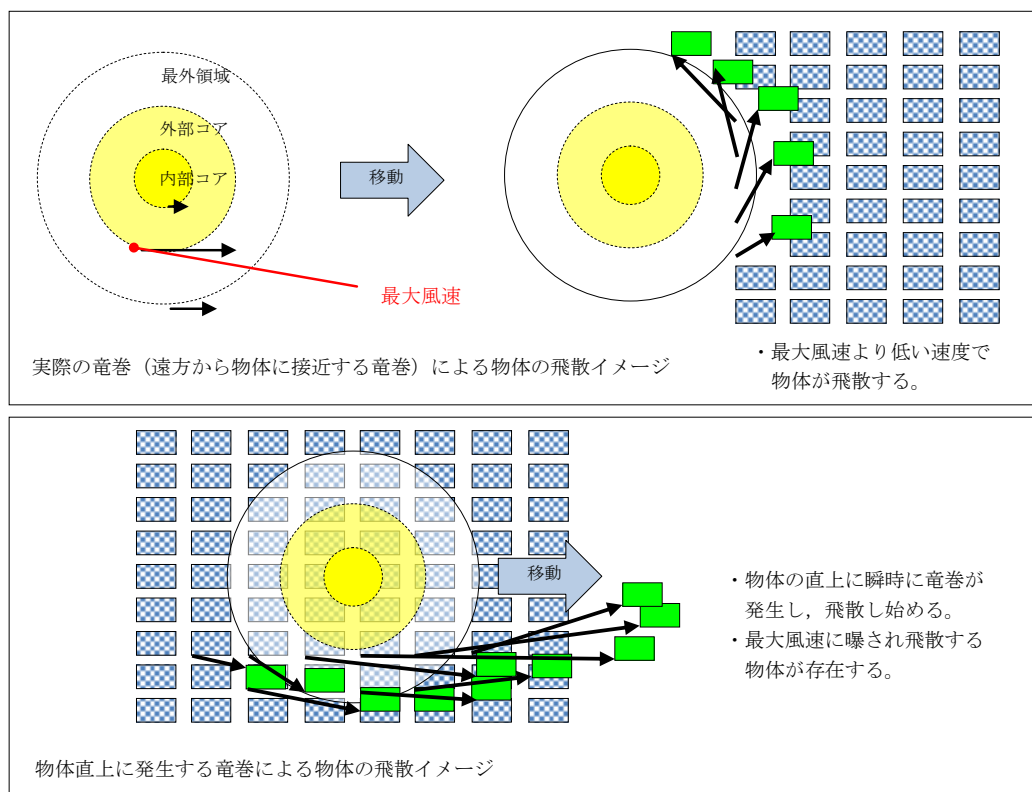 最外領域
外部コア
内部コア
移動
最大風速
実際の竜巻（遠方から物体に接近する竜巻）による物体の飛散イメージ
・最大風速より低い速度で
物体が飛散する。
移動
・物体の直上に瞬時に竜巻が
発生し，飛散し始める。
・最大風速に曝され飛散する
物体が存在する。
物体直上に発生する竜巻による物体の飛散イメージ